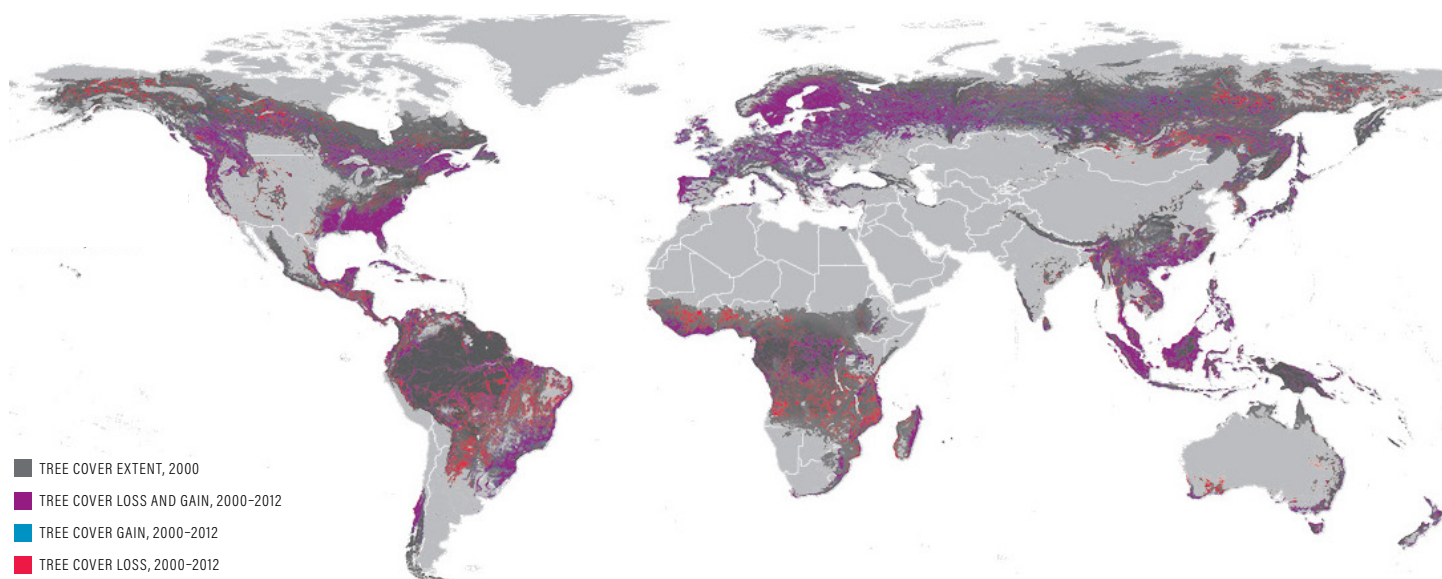 TREE COVER EXTENT, 2000
TREE COVER LOSS AND GAIN, 2000–2012
TREE COVER GAIN, 2000–2012
TREE COVER LOSS, 2000–2012